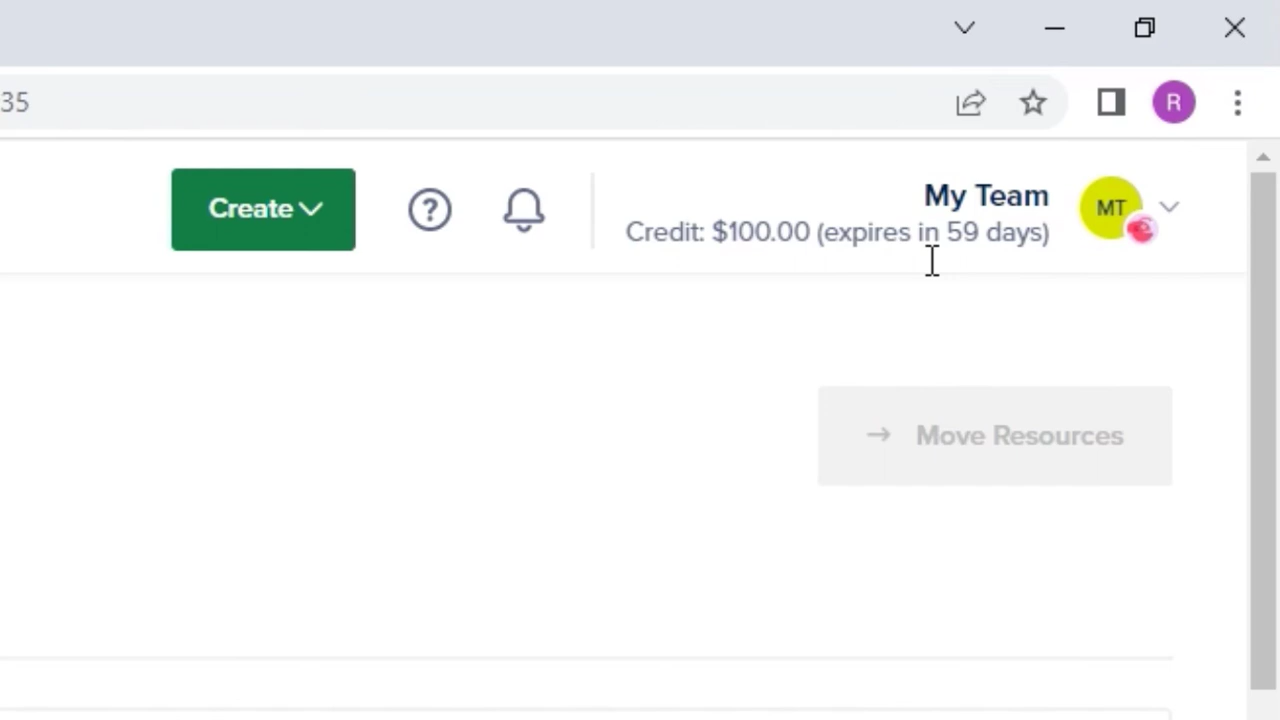 35
R
Create
?
My Team
Credit: $100.00 (expires in 59 days)
MT
→ Move Resources